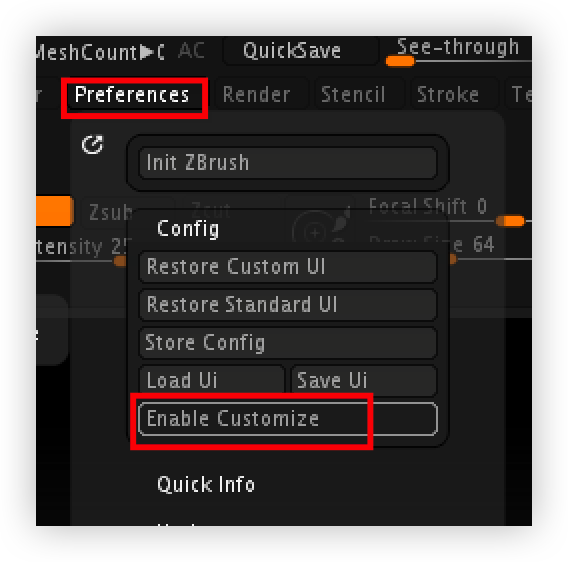 MeshCount▶( AC QuickSave See-through
r Preferences Render Stencil Stroke Te
Init ZBrush
Zsub Zcut Focal Shift 0
Config
tensity 25 Draw Size 64
Restore Custom UI
Restore Standard UI
Store Config
Load Ui Save Ui
Enable Customize
Quick Info